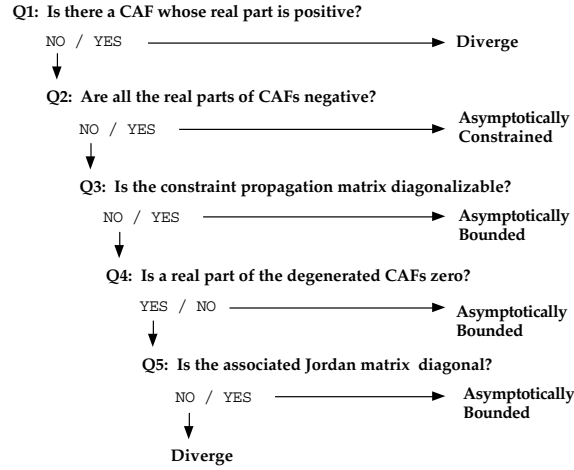 Q1: Is there a CAF whose real part is positive?
NO / YES
Diverge
Q2: Are all the real parts of CAFs negative?
NO / YES
Asymptotically
Constrained
Q3: Is the constraint propagation matrix diagonalizable?
NO / YES
Asymptotically
Bounded
Q4: Is a real part of the degenerated CAFs zero?
YES / NO
Asymptotically
Bounded
Q5: Is the associated Jordan matrix diagonal?
NO / YES
Asymptotically
Bounded
Diverge